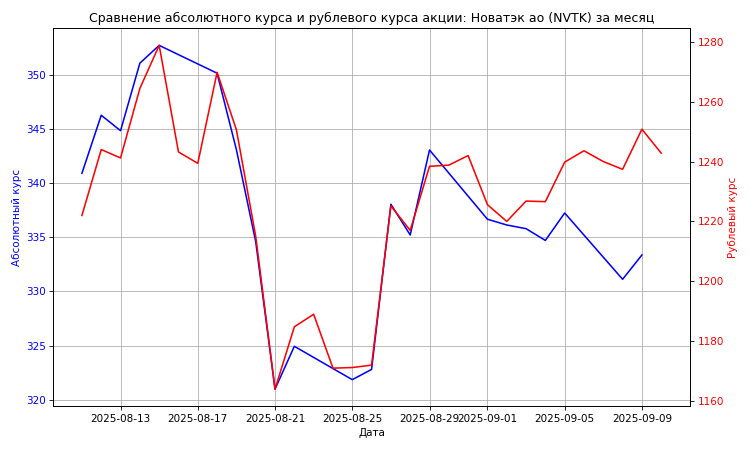 Сравнение абсолютного курса и рублевого курса акции: Новатэк ао (NVTK) за месяц
350
345
340
335
330
325
320
Абсолютный курс
1280
1260
1240
1220
1200
1180
1160
Рублевый курс
2025-08-13 2025-08-17 2025-08-21 2025-08-25 2025-08-29 2025-09-01 2025-09-05 2025-09-09
Дата